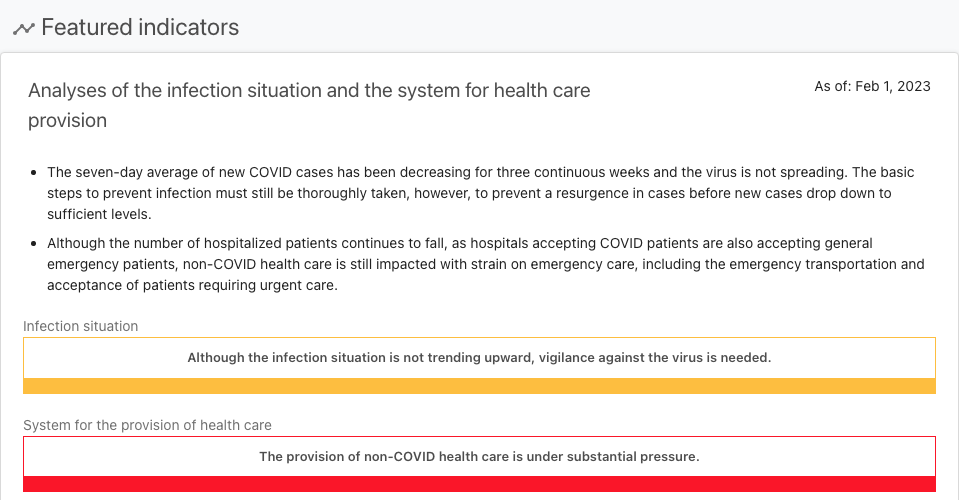 Featured indicators
Analyses of the infection situation and the system for health care
provision
As of: Feb 1, 2023
The seven-day average of new COVID cases has been decreasing for three continuous weeks and the virus is not spreading. The basic
steps to prevent infection must still be thoroughly taken, however, to prevent a resurgence in cases before new cases drop down to
sufficient levels.
Although the number of hospitalized patients continues to fall, as hospitals accepting COVID patients are also accepting general
emergency patients, non-COVID health care is still impacted with strain on emergency care, including the emergency transportation and
acceptance of patients requiring urgent care.
Infection situation
Although the infection situation is not trending upward, vigilance against the virus is needed.
System for the provision of health care
The provision of non-COVID health care is under substantial pressure.